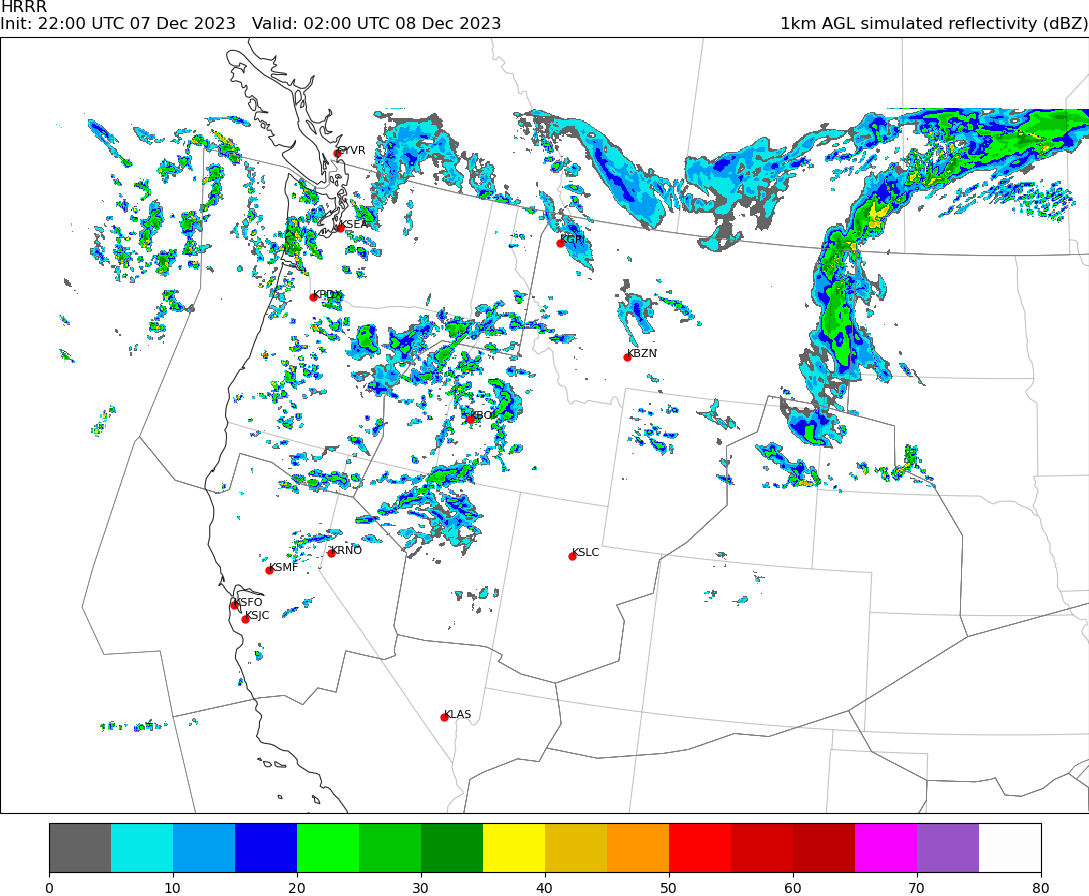 HRRR
Init: 22:00 UTC 07 Dec 2023   Valid: 02:00 UTC 08 Dec 2023
1km AGL simulated reflectivity (dBZ)
CYVR
KSEA
KGPI
KPDX
KBZN
KBOI
KRNO
KSLC
KSMF
KSFO
KSJC
KLAS
0 10 20 30 40 50 60 70 80